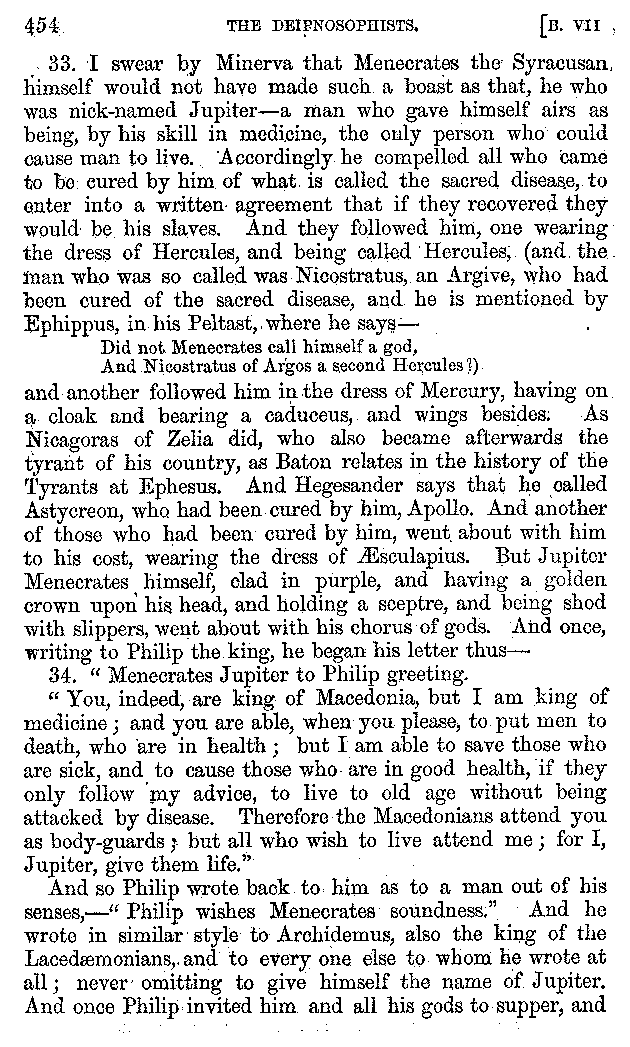 454 THE DEIPNOSOPHISTS. [B. VII
33. I swear by Minerva that Menecrates the Syracusan,
himself would not have made such a boast as that, he who
was nick-named Jupiter—a man who gave himself airs as
being, by his skill in medicine, the only person who could
cause man to live. Accordingly he compelled all who came
to be cured by him of what is called the sacred disease, to
enter into a written agreement that if they recovered they
would be his slaves. And they followed him, one wearing
the dress of Hercules, and being called Hercules, (and the
man who was so called was Nicostratus, an Argive, who had
been cured of the sacred disease, and he is mentioned by
Ephippus, in his Peltast, where he says—
Did not Menecrates call himself a god,
And Nicostratus of Argos a second Hercules?)
and another followed him in the dress of Mercury, having on
a cloak and bearing a caduceus, and wings besides. As
Nicagoras of Zelia did, who also became afterwards the
tyrant of his country, as Baton relates in the history of the
Tyrants at Ephesus. And Hegesander says that he called
Astycreon, who had been cured by him, Apollo. And another
of those who had been cured by him, went about with him
to his cost, wearing the dress of Æsculapius. But Jupiter
Menecrates himself, clad in purple, and having a golden
crown upon his head, and holding a sceptre, and being shod
with slippers, went about with his chorus of gods. And once,
writing to Philip the king, he began his letter thus—
34. “ Menecrates Jupiter to Philip greeting.
“ You, indeed, are king of Macedonia, but I am king of
medicine ; and you are able, when you please, to put men to
death, who are in health ; but I am able to save those who
are sick, and to cause those who are in good health, if they
only follow my advice, to live to old age without being
attacked by disease. Therefore the Macedonians attend you
as body-guards ; but all who wish to live attend me ; for I,
Jupiter, give them life.”
And so Philip wrote back to him as to a man out of his
senses,—“ Philip wishes Menecrates soundness.” And he
wrote in similar style to Archidemus, also the king of the
Lacedæmonians, and to every one else to whom he wrote at
all ; never omitting to give himself the name of Jupiter.
And once Philip invited him and all his gods to supper, and